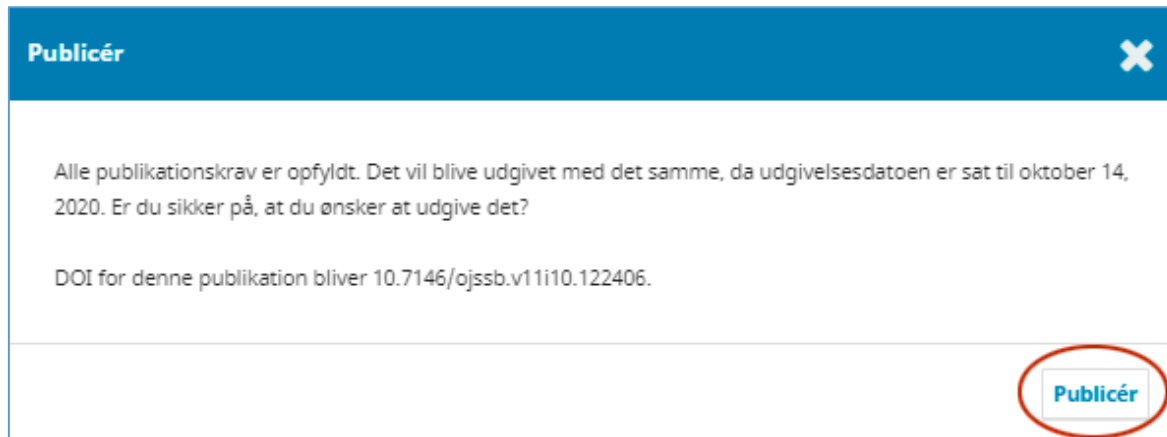 Publicér
Alle publikationskrav er opfyldt. Det vil blive udgivet med det samme, da udgivelsesdatoen er sat til oktober 14,
2020. Er du sikker på, at du ønsker at udgive det?
DOI for denne publikation bliver 10.7146/ojssb.v11i10.122406.
Publicér